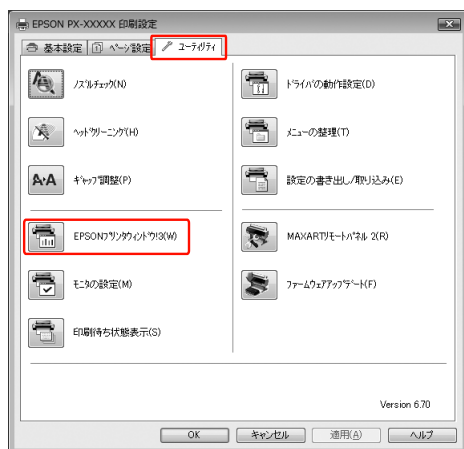 EPSON PX-XXXXX 印刷設定
基本設定
ページ設定
ユーティリティ
ノズルチェック(N)
ヘッドクリーニング(H)
ギャップ調整(P)
EPSONプリンタウィンドウ!3(W)
モニタの設定(M)
印刷待ち状態表示(S)
ドライバの動作設定(D)
メニューの整理(T)
設定の書き出し/取り込み(E)
MAXARTリモートパネル 2(R)
ファームウェアアップデート(F)
Version 6.70
OK
キャンセル
適用(A)
ヘルプ